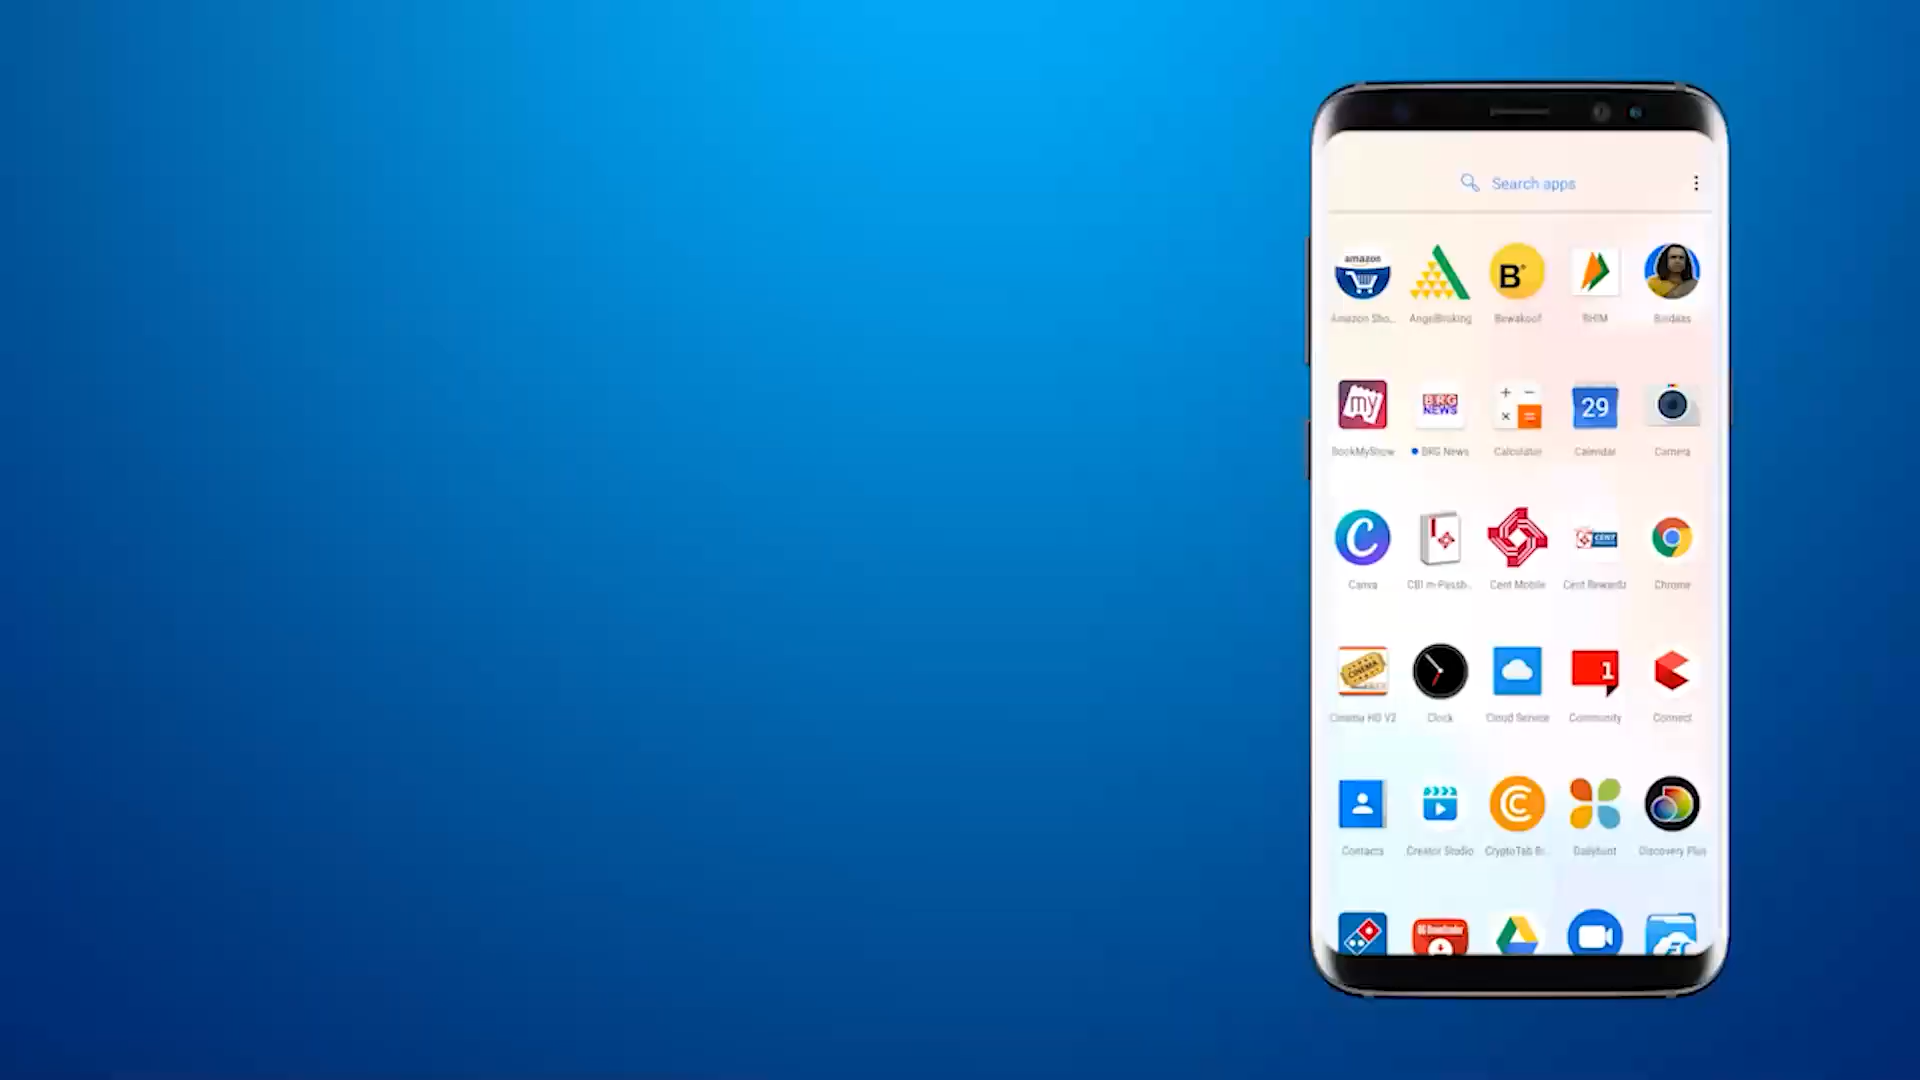 Search apps
amazon
B
Amazon Sho... AngelBroking Bewakoof BHIM Bindass
my
BRG NEWS
+ − × =
29
BookMyShow BRG News Calculator Calendar Camera
C
CENT
Canva CBI m-Passb.. Cent Mobile Cent Rewardz Chrome
CINEMA
1
Cinema HD V2 Clock Cloud Service Community Connect
C
Contacts Creator Studio CryptoTab Br.. Dailyhunt Discovery Plus